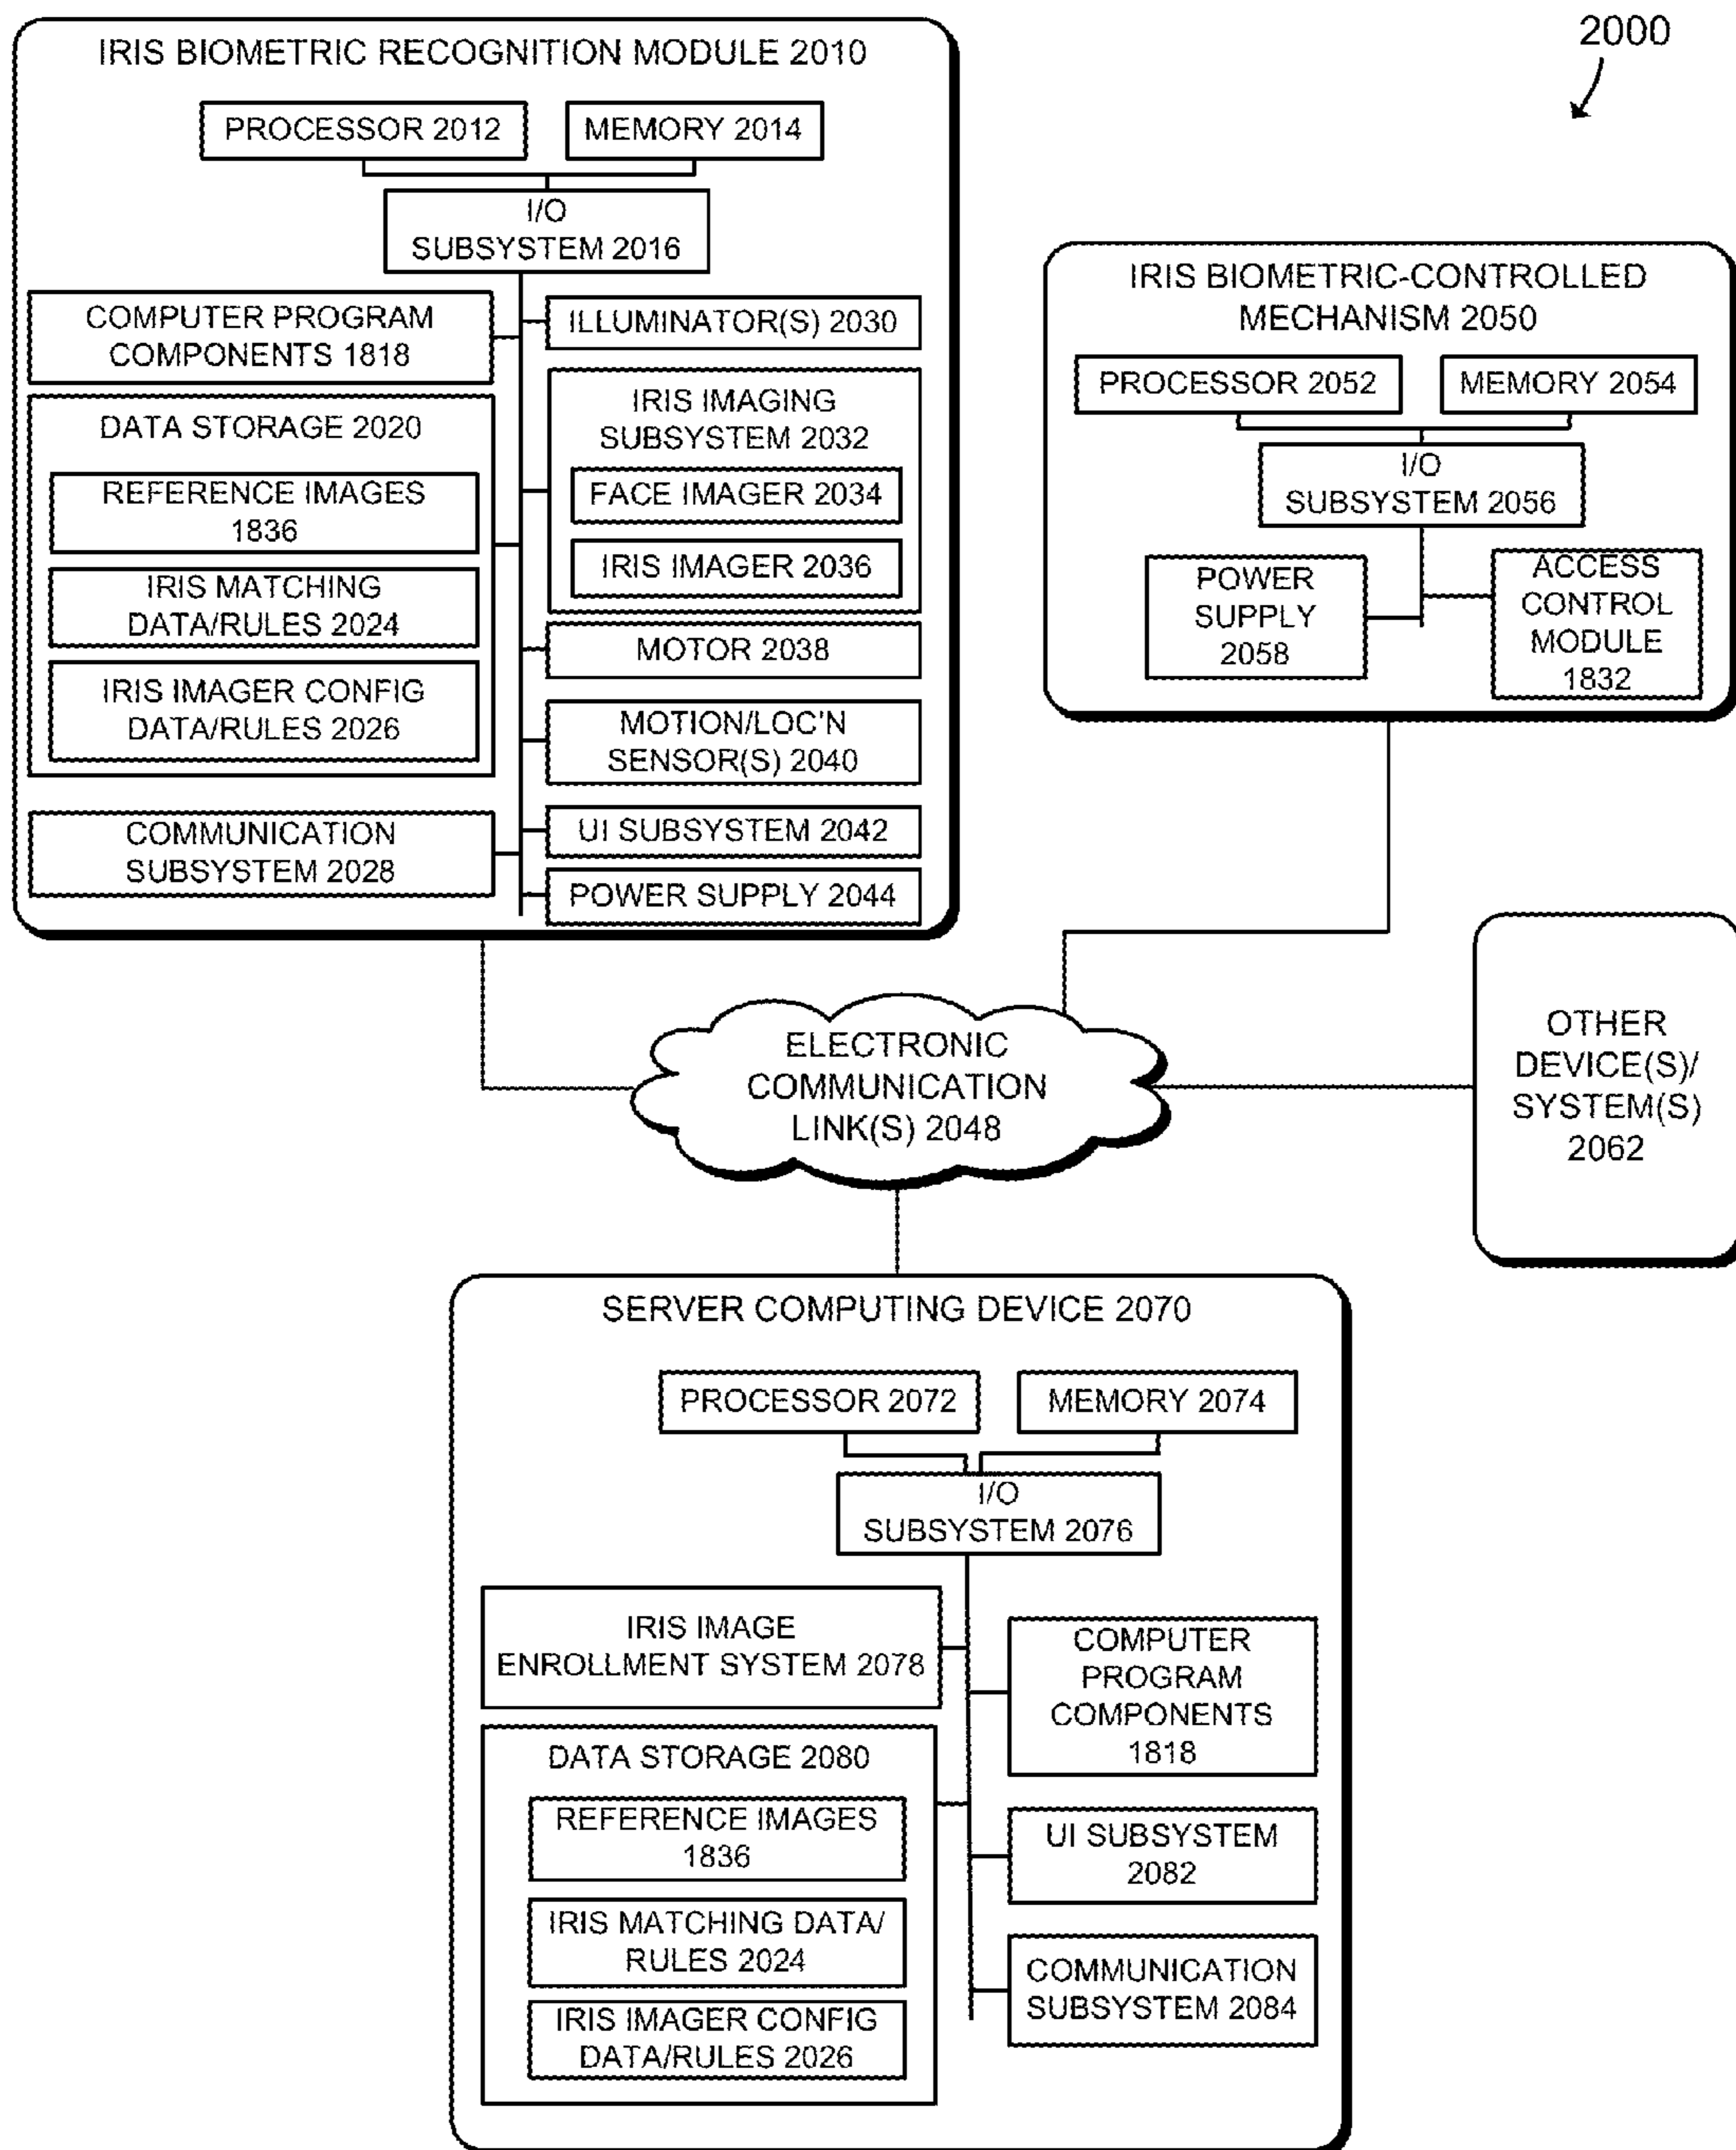 2000
IRIS BIOMETRIC RECOGNITION MODULE 2010
PROCESSOR 2012
MEMORY 2014
I/O
SUBSYSTEM 2016
COMPUTER PROGRAM
COMPONENTS 1818
DATA STORAGE 2020
REFERENCE IMAGES
1836
IRIS MATCHING
DATA/RULES 2024
IRIS IMAGER CONFIG
DATA/RULES 2026
COMMUNICATION
SUBSYSTEM 2028
ILLUMINATOR(S) 2030
IRIS IMAGING
SUBSYSTEM 2032
FACE IMAGER 2034
IRIS IMAGER 2036
MOTOR 2038
MOTION/LOC'N
SENSOR(S) 2040
UI SUBSYSTEM 2042
POWER SUPPLY 2044
IRIS BIOMETRIC-CONTROLLED
MECHANISM 2050
PROCESSOR 2052
MEMORY 2054
I/O
SUBSYSTEM 2056
POWER
SUPPLY
2058
ACCESS
CONTROL
MODULE
1832
ELECTRONIC
COMMUNICATION
LINK(S) 2048
OTHER
DEVICE(S)/
SYSTEM(S)
2062
SERVER COMPUTING DEVICE 2070
PROCESSOR 2072
MEMORY 2074
I/O
SUBSYSTEM 2076
IRIS IMAGE
ENROLLMENT SYSTEM 2078
DATA STORAGE 2080
REFERENCE IMAGES
1836
IRIS MATCHING DATA/
RULES 2024
IRIS IMAGER CONFIG
DATA/RULES 2026
COMPUTER
PROGRAM
COMPONENTS
1818
UI SUBSYSTEM
2082
COMMUNICATION
SUBSYSTEM 2084